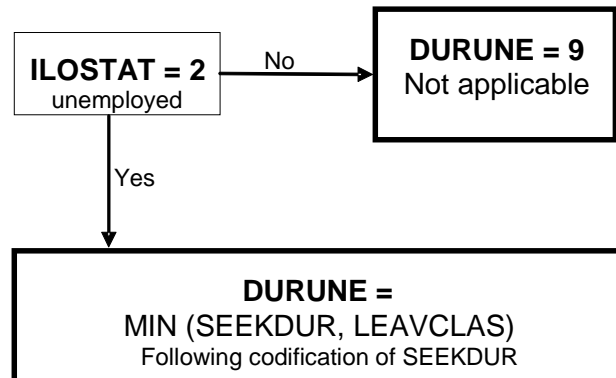 ILOSTAT = 2
unemployed
No
DURUNE = 9
Not applicable
Yes
DURUNE =
MIN (SEEKDUR, LEAVCLAS)
Following codification of SEEKDUR